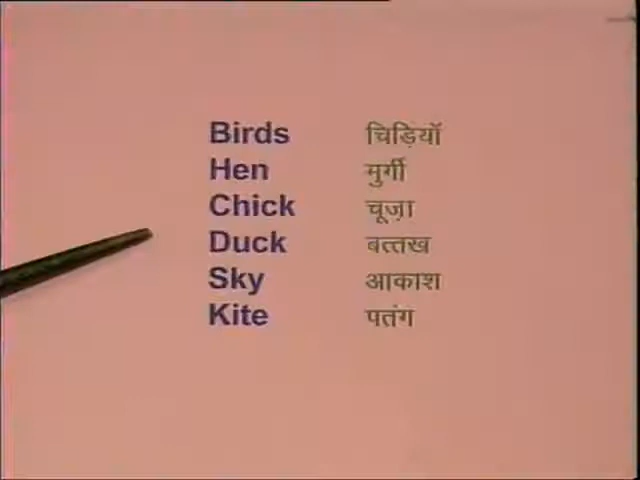 Birds चिड़ियाँ
Hen मुर्गी
Chick चूज़ा
Duck बत्तख
Sky आकाश
Kite पतंग